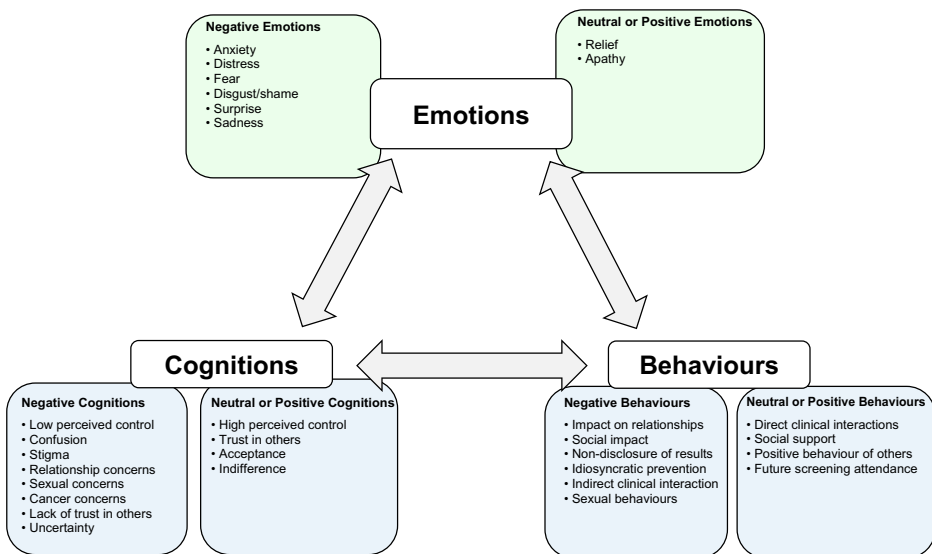 Negative Emotions
• Anxiety
• Distress
• Fear
• Disgust/shame
• Surprise
• Sadness
Neutral or Positive Emotions
• Relief
• Apathy
Emotions
Cognitions
Negative Cognitions
• Low perceived control
• Confusion
• Stigma
• Relationship concerns
• Sexual concerns
• Cancer concerns
• Lack of trust in others
• Uncertainty
Neutral or Positive Cognitions
• High perceived control
• Trust in others
• Acceptance
• Indifference
Behaviours
Negative Behaviours
• Impact on relationships
• Social impact
• Non-disclosure of results
• Idiosyncratic prevention
• Indirect clinical interaction
• Sexual behaviours
Neutral or Positive Behaviours
• Direct clinical interactions
• Social support
• Positive behaviour of others
• Future screening attendance